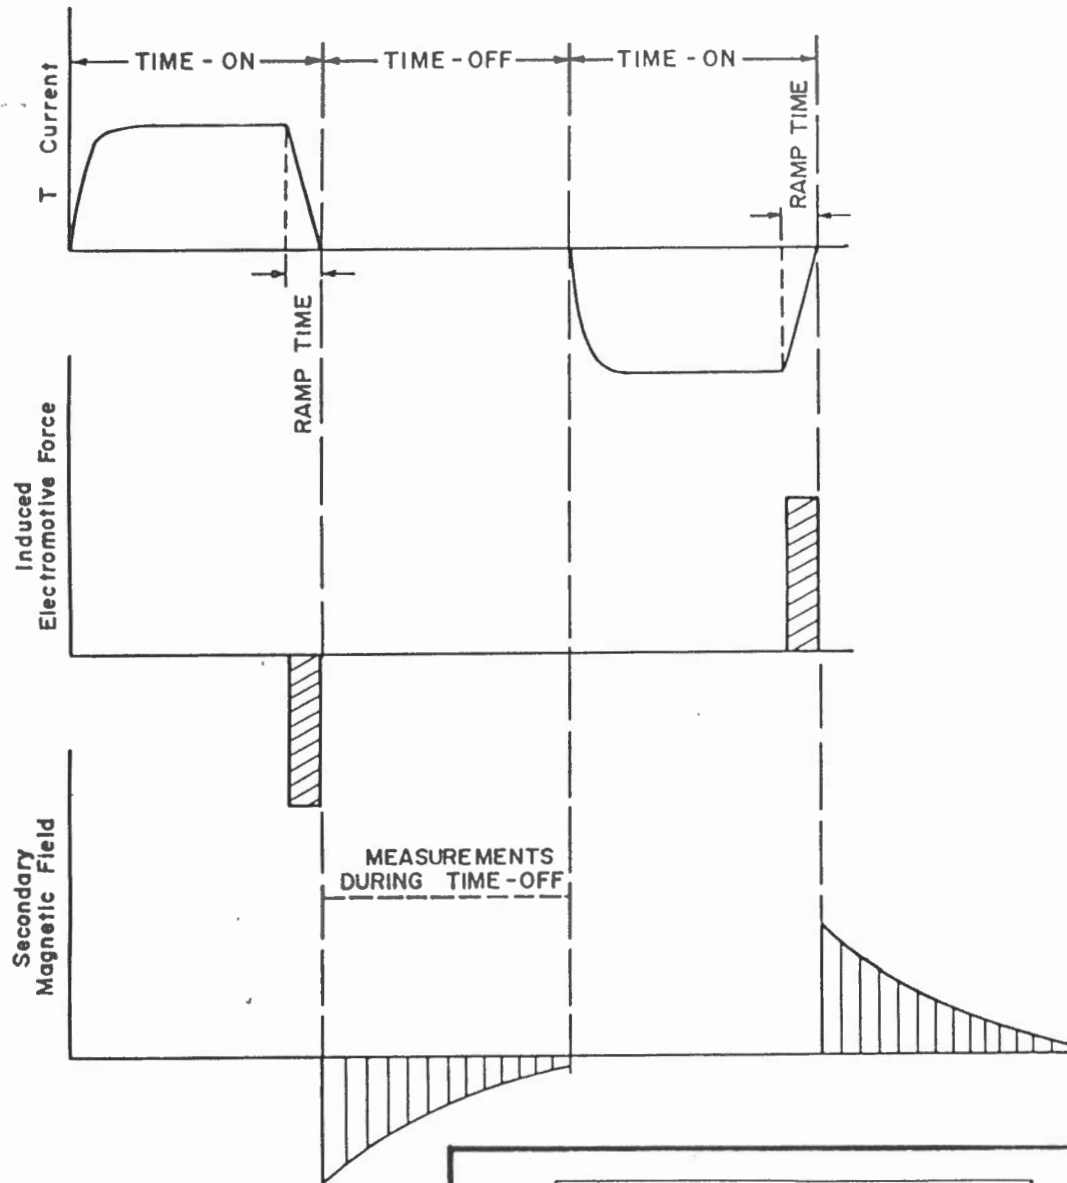 TIME - ON
TIME - OFF
TIME - ON
T Current
RAMP TIME
RAMP TIME
Induced
Electromotive Force
MEASUREMENTS
DURING TIME-OFF
Secondary
Magnetic Field